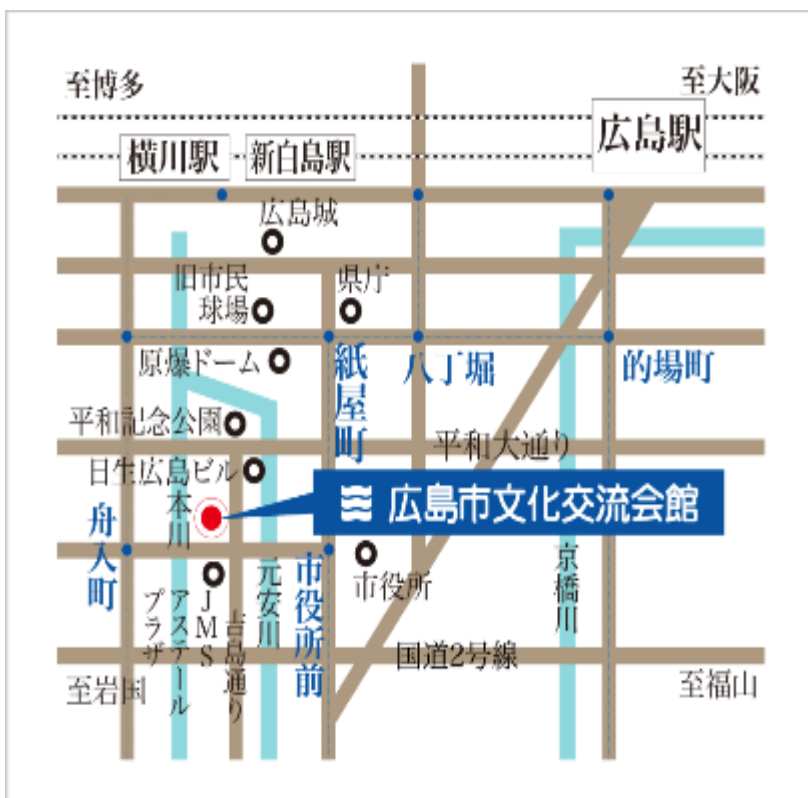 至博多
至大阪
広島駅
横川駅
新白島駅
広島城
旧市民
球場
県庁
原爆ドーム
紙屋町
八丁堀
的場町
平和記念公園
平和大通り
日生広島ビル
広島市文化交流会館
本川
舟入町
元安川
市役所前
市役所
京橋川
JMS
アステール
プラザ
吉島通り
国道2号線
至岩国
至福山